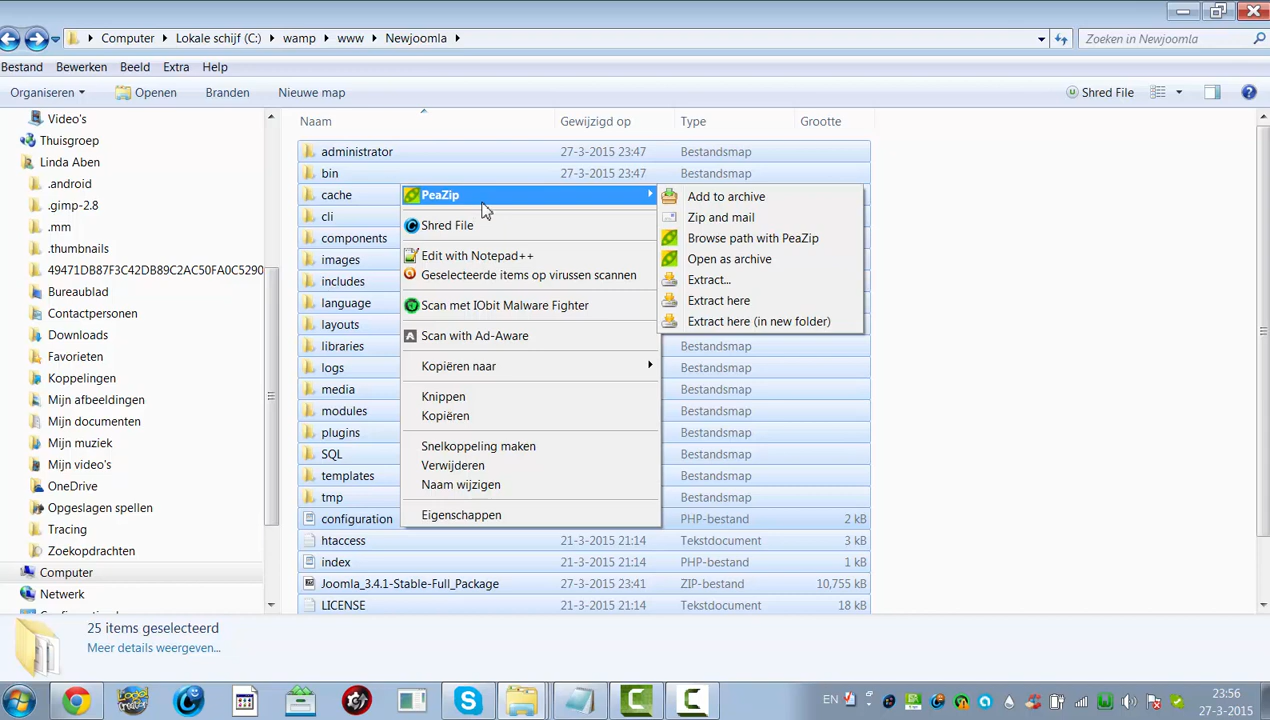 Computer ▸ Lokale schijf (C:) ▸ wamp ▸ www ▸ Newjoomla ▸
Zoeken in Newjoomla
Bestand Bewerken Beeld Extra Help
Organiseren Openen Branden Nieuwe map Shred File
Video's
Thuisgroep
Linda Aben
.android
.gimp-2.8
.mm
.thumbnails
49471DB87F3C42DB89C2AC50FA0C5290
Bureaublad
Contactpersonen
Downloads
Favorieten
Koppelingen
Mijn afbeeldingen
Mijn documenten
Mijn muziek
Mijn video's
OneDrive
Opgeslagen spellen
Tracing
Zoekopdrachten
Computer
Netwerk
Naam Gewijzigd op Type Grootte
administrator 27-3-2015 23:47 Bestandsmap
bin 27-3-2015 23:47 Bestandsmap
cache
cli
components
images
includes
language
layouts
libraries Bestandsmap
logs Bestandsmap
media Bestandsmap
modules Bestandsmap
plugins Bestandsmap
SQL Bestandsmap
templates Bestandsmap
tmp Bestandsmap
configuration PHP-bestand 2 kB
htaccess 21-3-2015 21:14 Tekstdocument 3 kB
index 21-3-2015 21:14 PHP-bestand 1 kB
Joomla_3.4.1-Stable-Full_Package 27-3-2015 23:41 ZIP-bestand 10,755 kB
LICENSE 21-3-2015 21:14 Tekstdocument 18 kB
PeaZip
Shred File
Edit with Notepad++
Geselecteerde items op virussen scannen
Scan met IObit Malware Fighter
Scan with Ad-Aware
Kopiëren naar
Knippen
Kopiëren
Snelkoppeling maken
Verwijderen
Naam wijzigen
Eigenschappen
Add to archive
Zip and mail
Browse path with PeaZip
Open as archive
Extract...
Extract here
Extract here (in new folder)
25 items geselecteerd
Meer details weergeven...
EN
23:56
27-3-2015